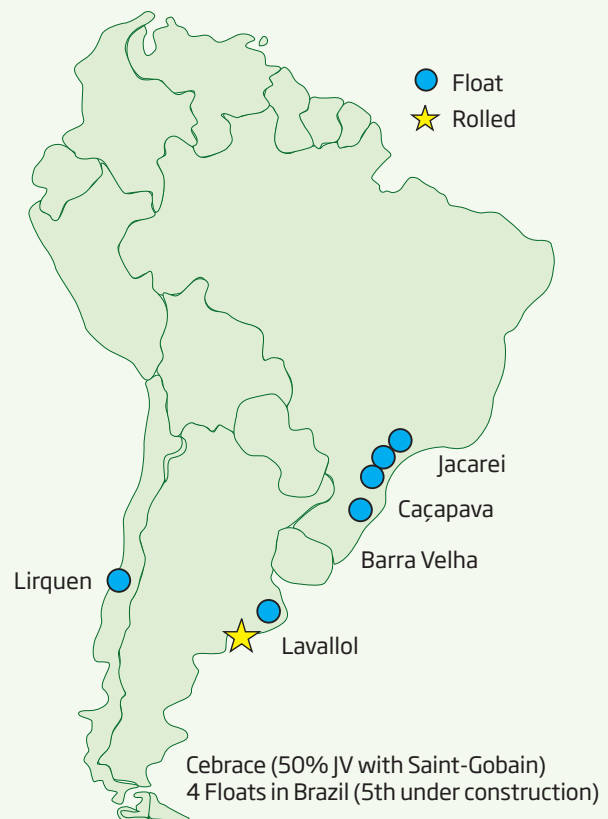 Float
Rolled
Jacarei
Caçapava
Barra Velha
Lirquen
Lavallol
Cebrace (50% JV with Saint-Gobain)
4 Floats in Brazil (5th under construction)